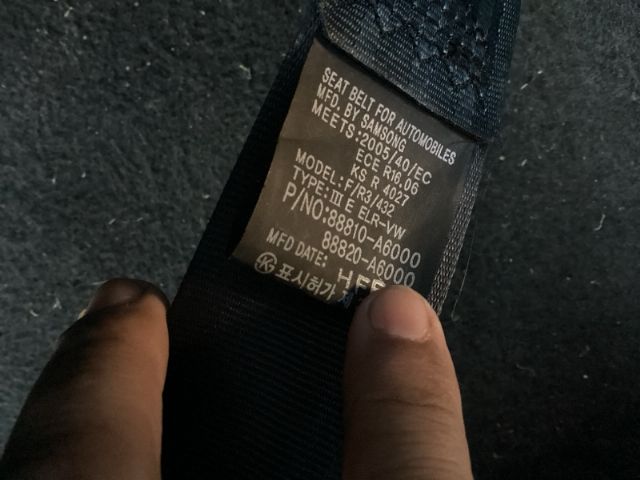 SEAT BELT FOR AUTOMOBILES
MFD. BY SAMSONG
MEETS:2005/40/EC
ECE R16.06
KS R 4027
MODEL: F/R3/432
TYPE: III E ELR-VW
P/NO:88810-A6000
88820-A6000
MFD DATE:
K 표시허가